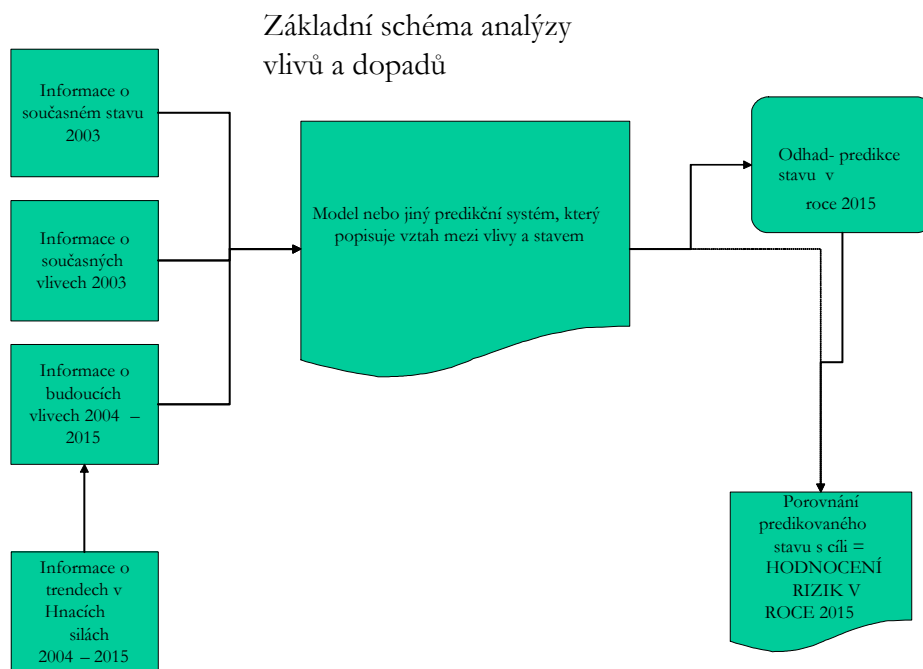 Základní schéma analýzy
vlivů a dopadů
Informace o
současném stavu
2003
Informace o
současných
vlivech 2003
Informace o
budoucích
vlivech 2004 –
2015
Informace o
trendech v
Hnacích
silách
2004 – 2015
Model nebo jiný predikční systém, který
popisuje vztah mezi vlivy a stavem
Odhad- predikce
stavu v
roce 2015
Porovnání
predikovaného
stavu s cíli =
HODNOCENÍ
RIZIK V
ROCE 2015